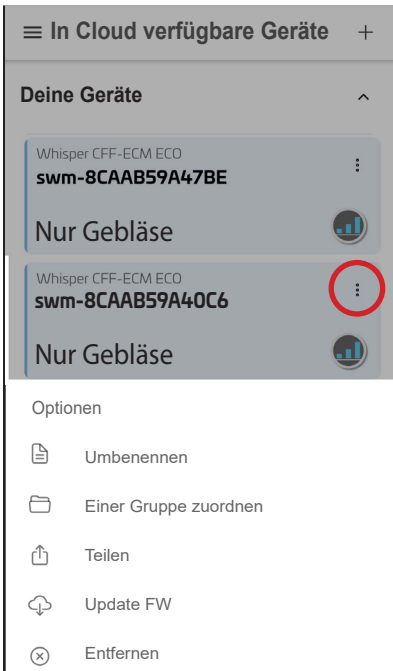 In Cloud verfügbare Geräte
Deine Geräte
Whisper CFF-ECM ECO
swm-8CAAB59A47BE
Nur Gebläse
Whisper CFF-ECM ECO
swm-8CAAB59A40C6
Nur Gebläse
Optionen
Umbenennen
Einer Gruppe zuordnen
Teilen
Update FW
Entfernen